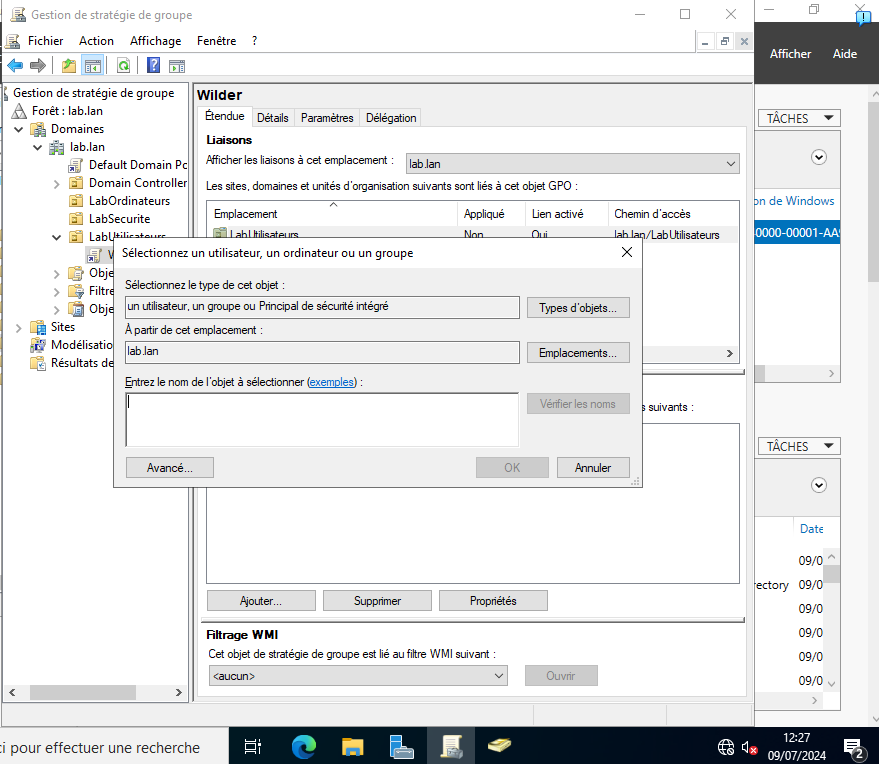 Gestion de stratégie de groupe
Fichier Action Affichage Fenêtre ?
Afficher Aide
Gestion de stratégie de groupe
Forêt : lab.lan
Domaines
lab.lan
Default Domain Pc
Domain Controller
LabOrdinateurs
LabSecurite
LabUtilisateurs
Obje
Filtre
Obje
Sites
Modélisatio
Résultats de
Wilder
Étendue Détails Paramètres Délégation
Liaisons
Afficher les liaisons à cet emplacement : lab.lan
Les sites, domaines et unités d'organisation suivants sont liés à cet objet GPO :
Emplacement Appliqué Lien activé Chemin d'accès
LabUtilisateurs Non Oui lab.lan/LabUtilisateurs
Sélectionnez un utilisateur, un ordinateur ou un groupe
Sélectionnez le type de cet objet :
un utilisateur, un groupe ou Principal de sécurité intégré
Types d'objets...
À partir de cet emplacement :
lab.lan
Emplacements...
Entrez le nom de l'objet à sélectionner (exemples) :
Vérifier les noms
Avancé... OK Annuler
s suivants :
Ajouter... Supprimer Propriétés
Filtrage WMI
Cet objet de stratégie de groupe est lié au filtre WMI suivant :
<aucun> Ouvrir
TÂCHES
on de Windows
0000-00001-AA
TÂCHES
Date
09/0
rectory 09/0
09/0
09/0
09/0
09/0
ci pour effectuer une recherche
12:27
09/07/2024
2